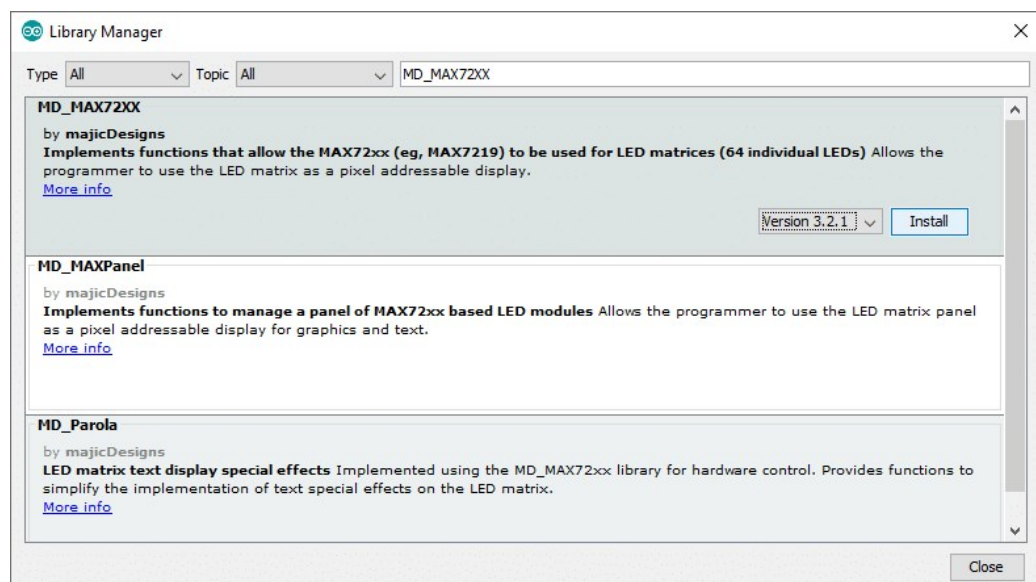 Library Manager
Type All Topic All MD_MAX72XX
MD_MAX72XX
by majicDesigns
Implements functions that allow the MAX72xx (eg, MAX7219) to be used for LED matrices (64 individual LEDs) Allows the
programmer to use the LED matrix as a pixel addressable display.
More info
Version 3.2.1 Install
MD_MAXPanel
by majicDesigns
Implements functions to manage a panel of MAX72xx based LED modules Allows the programmer to use the LED matrix panel
as a pixel addressable display for graphics and text.
More info
MD_Parola
by majicDesigns
LED matrix text display special effects Implemented using the MD_MAX72xx library for hardware control. Provides functions to
simplify the implementation of text special effects on the LED matrix.
More info
Close